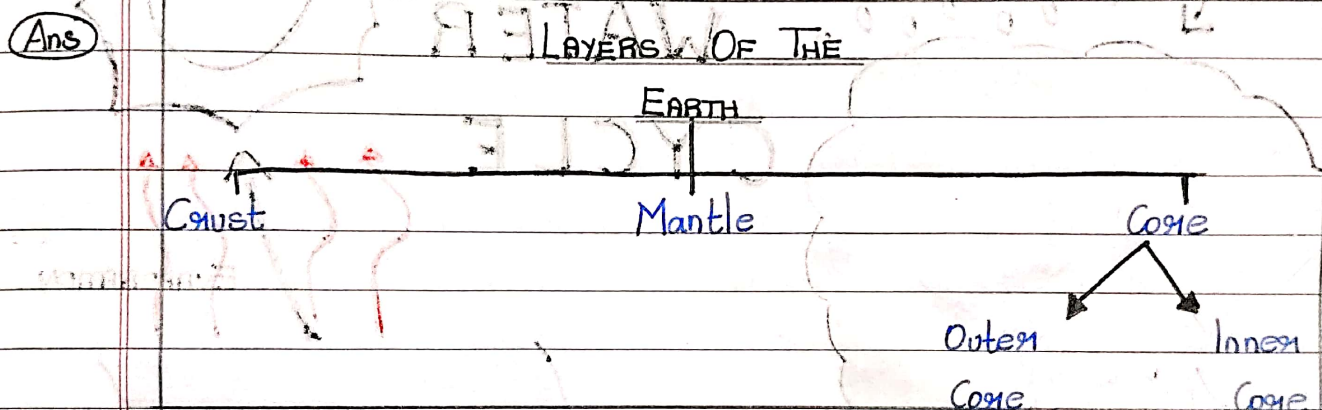 Ans
LAYERS OF THE
EARTH
Crust Mantle Core
Outer Inner
Core Core